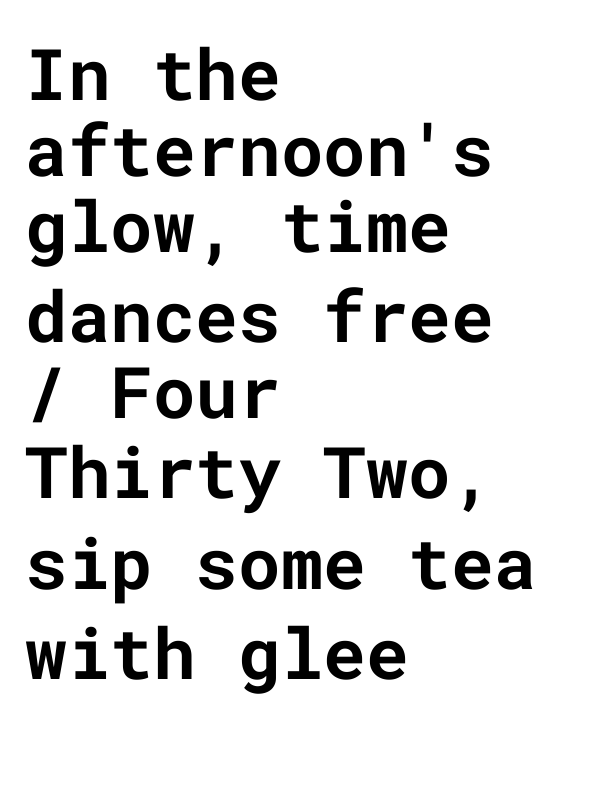 In the
afternoon's
glow, time
dances free
/ Four
Thirty Two,
sip some tea
with glee